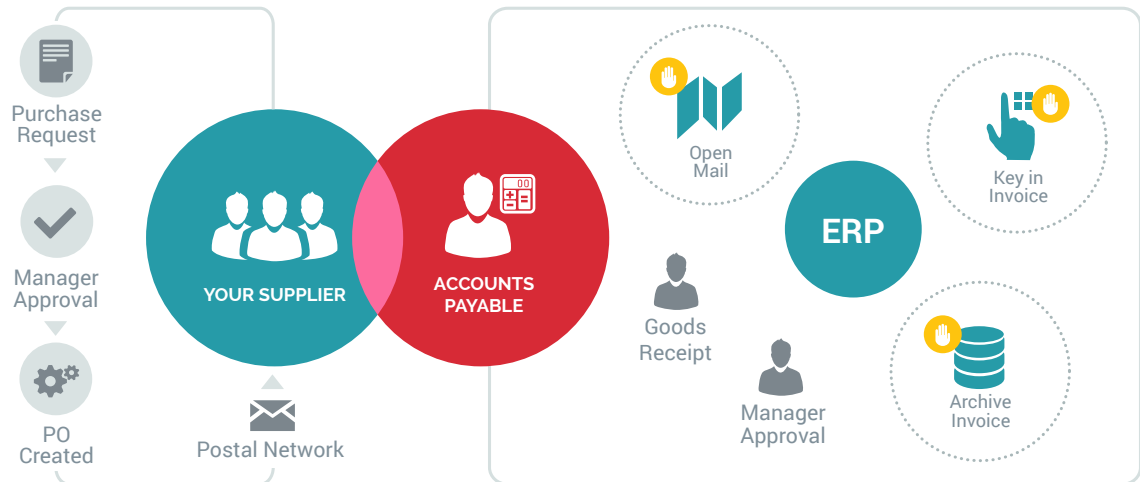 Purchase
Request
Manager
Approval
PO
Created
YOUR SUPPLIER
Postal Network
ACCOUNTS
PAYABLE
00
Open
Mail
Key in
Invoice
ERP
Goods
Receipt
Manager
Approval
Archive
Invoice